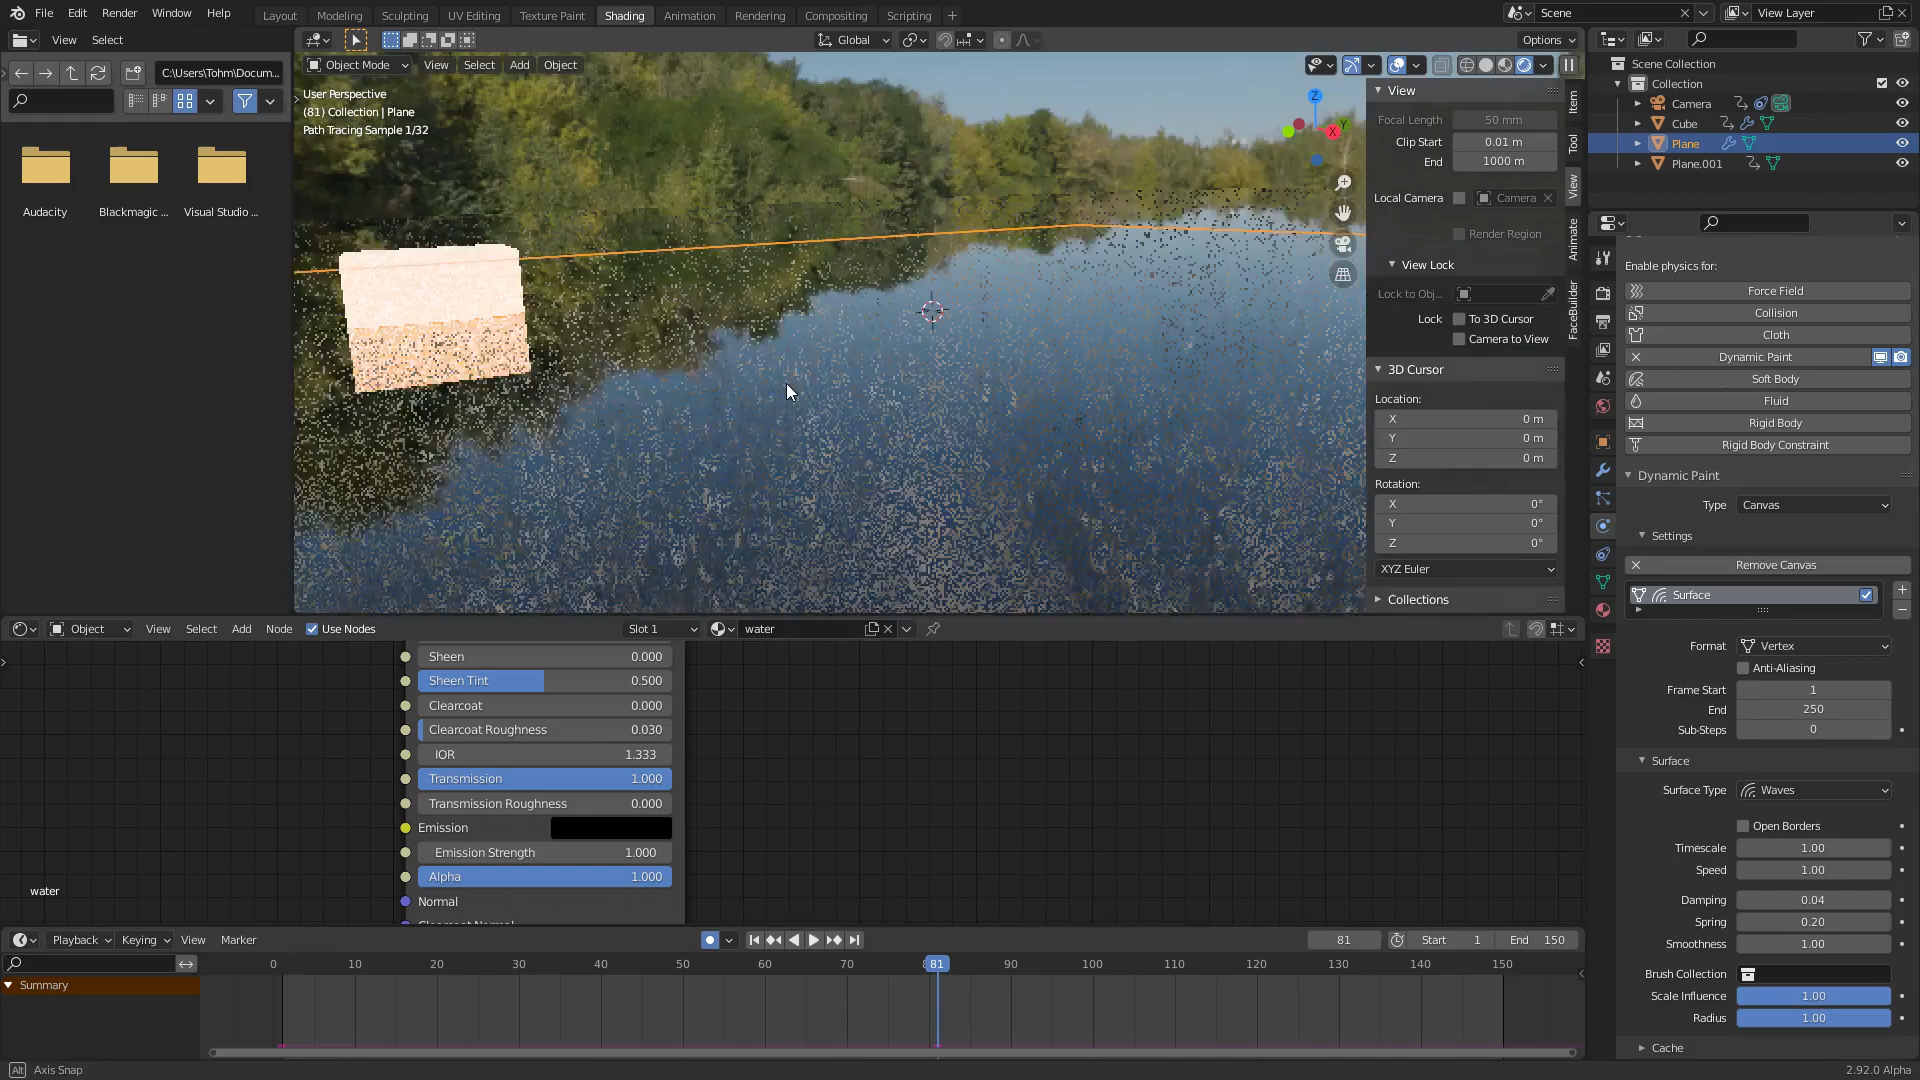 File Edit Render Window Help
Layout Modeling Sculpting UV Editing Texture Paint Shading Animation Rendering Compositing Scripting +
Scene
View Layer
View Select
Global
Options
C:\Users\Tohm\Docum...
Object Mode View Select Add Object
User Perspective
(81) Collection | Plane
Path Tracing Sample 1/32
Audacity
Blackmagic ...
Visual Studio ...
Z
X
Y
View
Focal Length 50 mm
Clip Start 0.01 m
End 1000 m
Local Camera Camera
Render Region
View Lock
Lock to Obj...
Lock To 3D Cursor
Camera to View
3D Cursor
Location:
X 0 m
Y 0 m
Z 0 m
Rotation:
X 0°
Y 0°
Z 0°
XYZ Euler
Collections
Item
Tool
View
Animate
FaceBuilder
Scene Collection
Collection
Camera
Cube
Plane
Plane.001
Enable physics for:
Force Field
Collision
Cloth
Dynamic Paint
Soft Body
Fluid
Rigid Body
Rigid Body Constraint
Dynamic Paint
Type Canvas
Settings
Remove Canvas
Surface
Format Vertex
Anti-Aliasing
Frame Start 1
End 250
Sub-Steps 0
Surface
Surface Type Waves
Open Borders
Timescale 1.00
Speed 1.00
Damping 0.04
Spring 0.20
Smoothness 1.00
Brush Collection
Scale Influence 1.00
Radius 1.00
Cache
Object View Select Add Node Use Nodes Slot 1 water
Sheen 0.000
Sheen Tint 0.500
Clearcoat 0.000
Clearcoat Roughness 0.030
IOR 1.333
Transmission 1.000
Transmission Roughness 0.000
Emission
Emission Strength 1.000
Alpha 1.000
Normal
Clearcoat Normal
water
Playback Keying View Marker 81 Start 1 End 150
0 10 20 30 40 50 60 70 81 90 100 110 120 130 140 150
Summary
Alt Axis Snap
2.92.0 Alpha